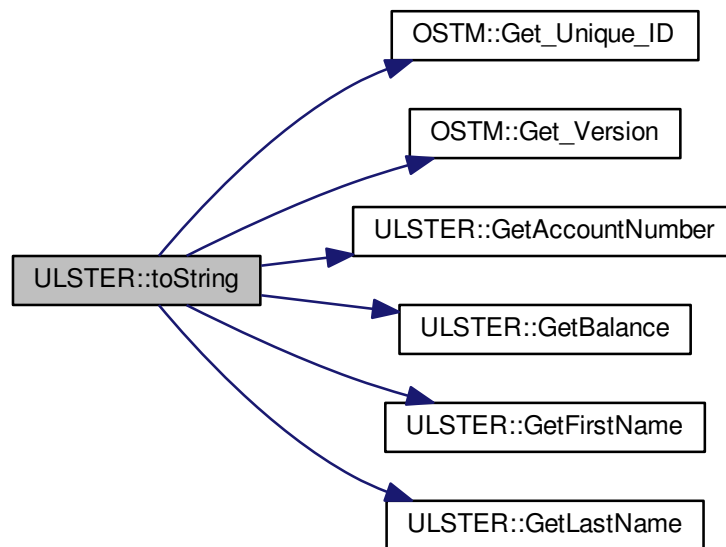 OSTM::Get_Unique_ID
OSTM::Get_Version
ULSTER::GetAccountNumber
ULSTER::toString
ULSTER::GetBalance
ULSTER::GetFirstName
ULSTER::GetLastName